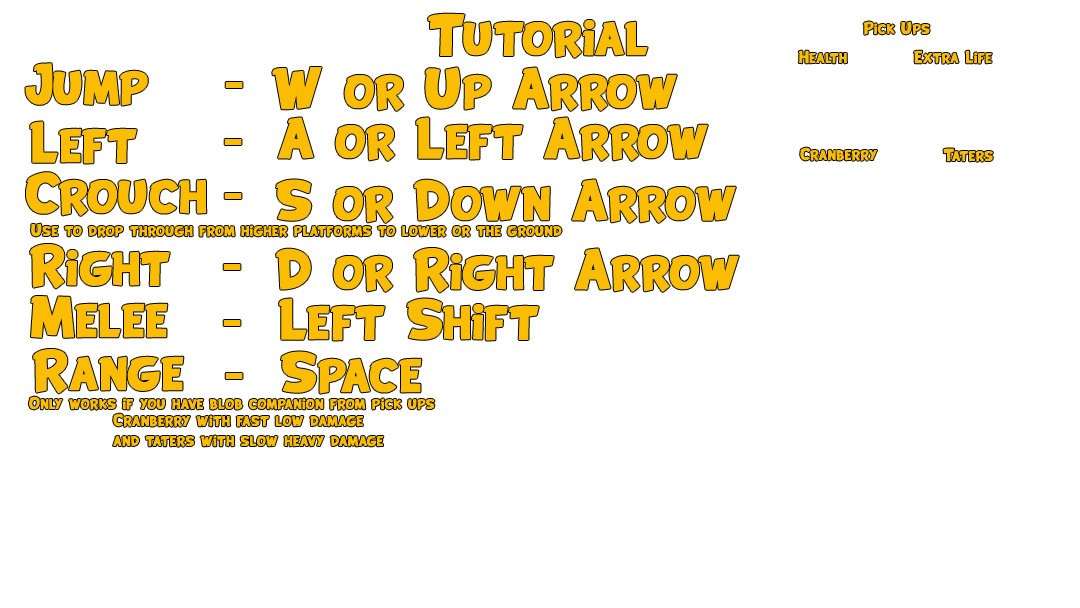 Tutorial
Jump - W or Up Arrow
Left - A or Left Arrow
Crouch - S or Down Arrow
Use to drop through from higher platforms to lower or the ground
Right - D or Right Arrow
Melee - Left Shift
Range - Space
Only works if you have blob companion from pick ups
Cranberry with fast low damage
and taters with slow heavy damage
Pick Ups
Health Extra Life
Cranberry Taters